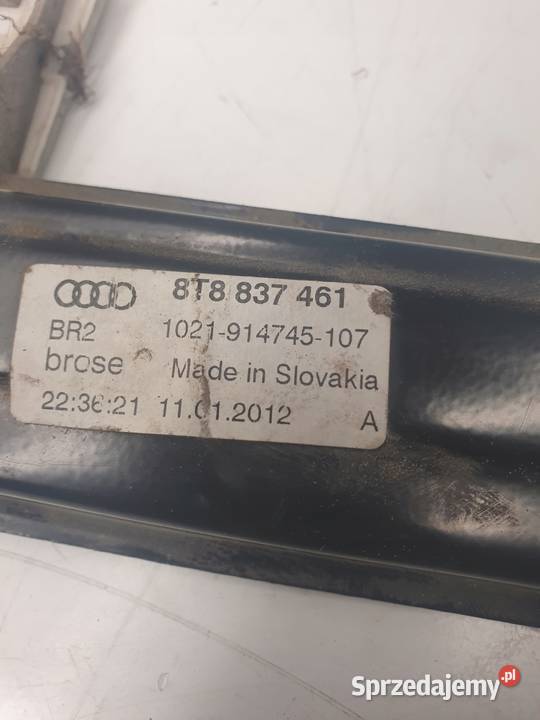 8T8 837 461
BR2 1021-914745-107
brose Made in Slovakia
22:36:21 11.01.2012 A
Sprzedajemy.pl